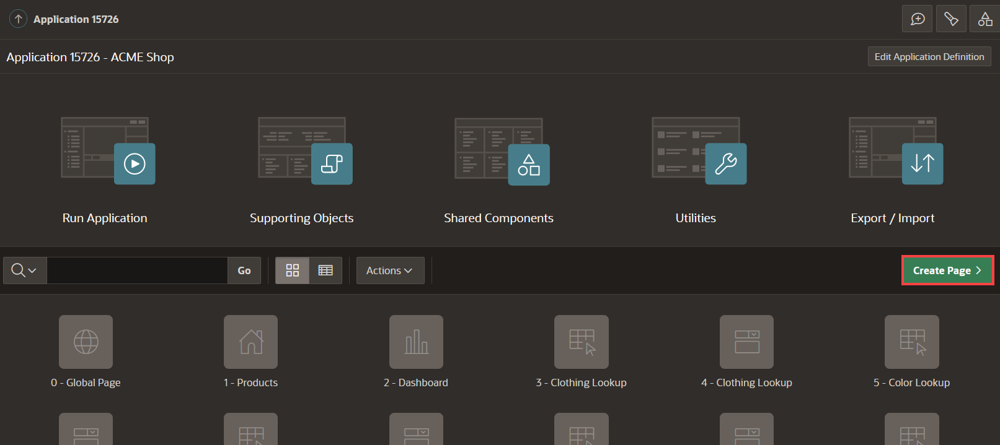 Application 15726
Application 15726 - ACME Shop
Edit Application Definition
Run Application
Supporting Objects
Shared Components
Utilities
Export / Import
Go
Actions
Create Page
0 - Global Page
1 - Products
2 - Dashboard
3 - Clothing Lookup
4 - Clothing Lookup
5 - Color Lookup